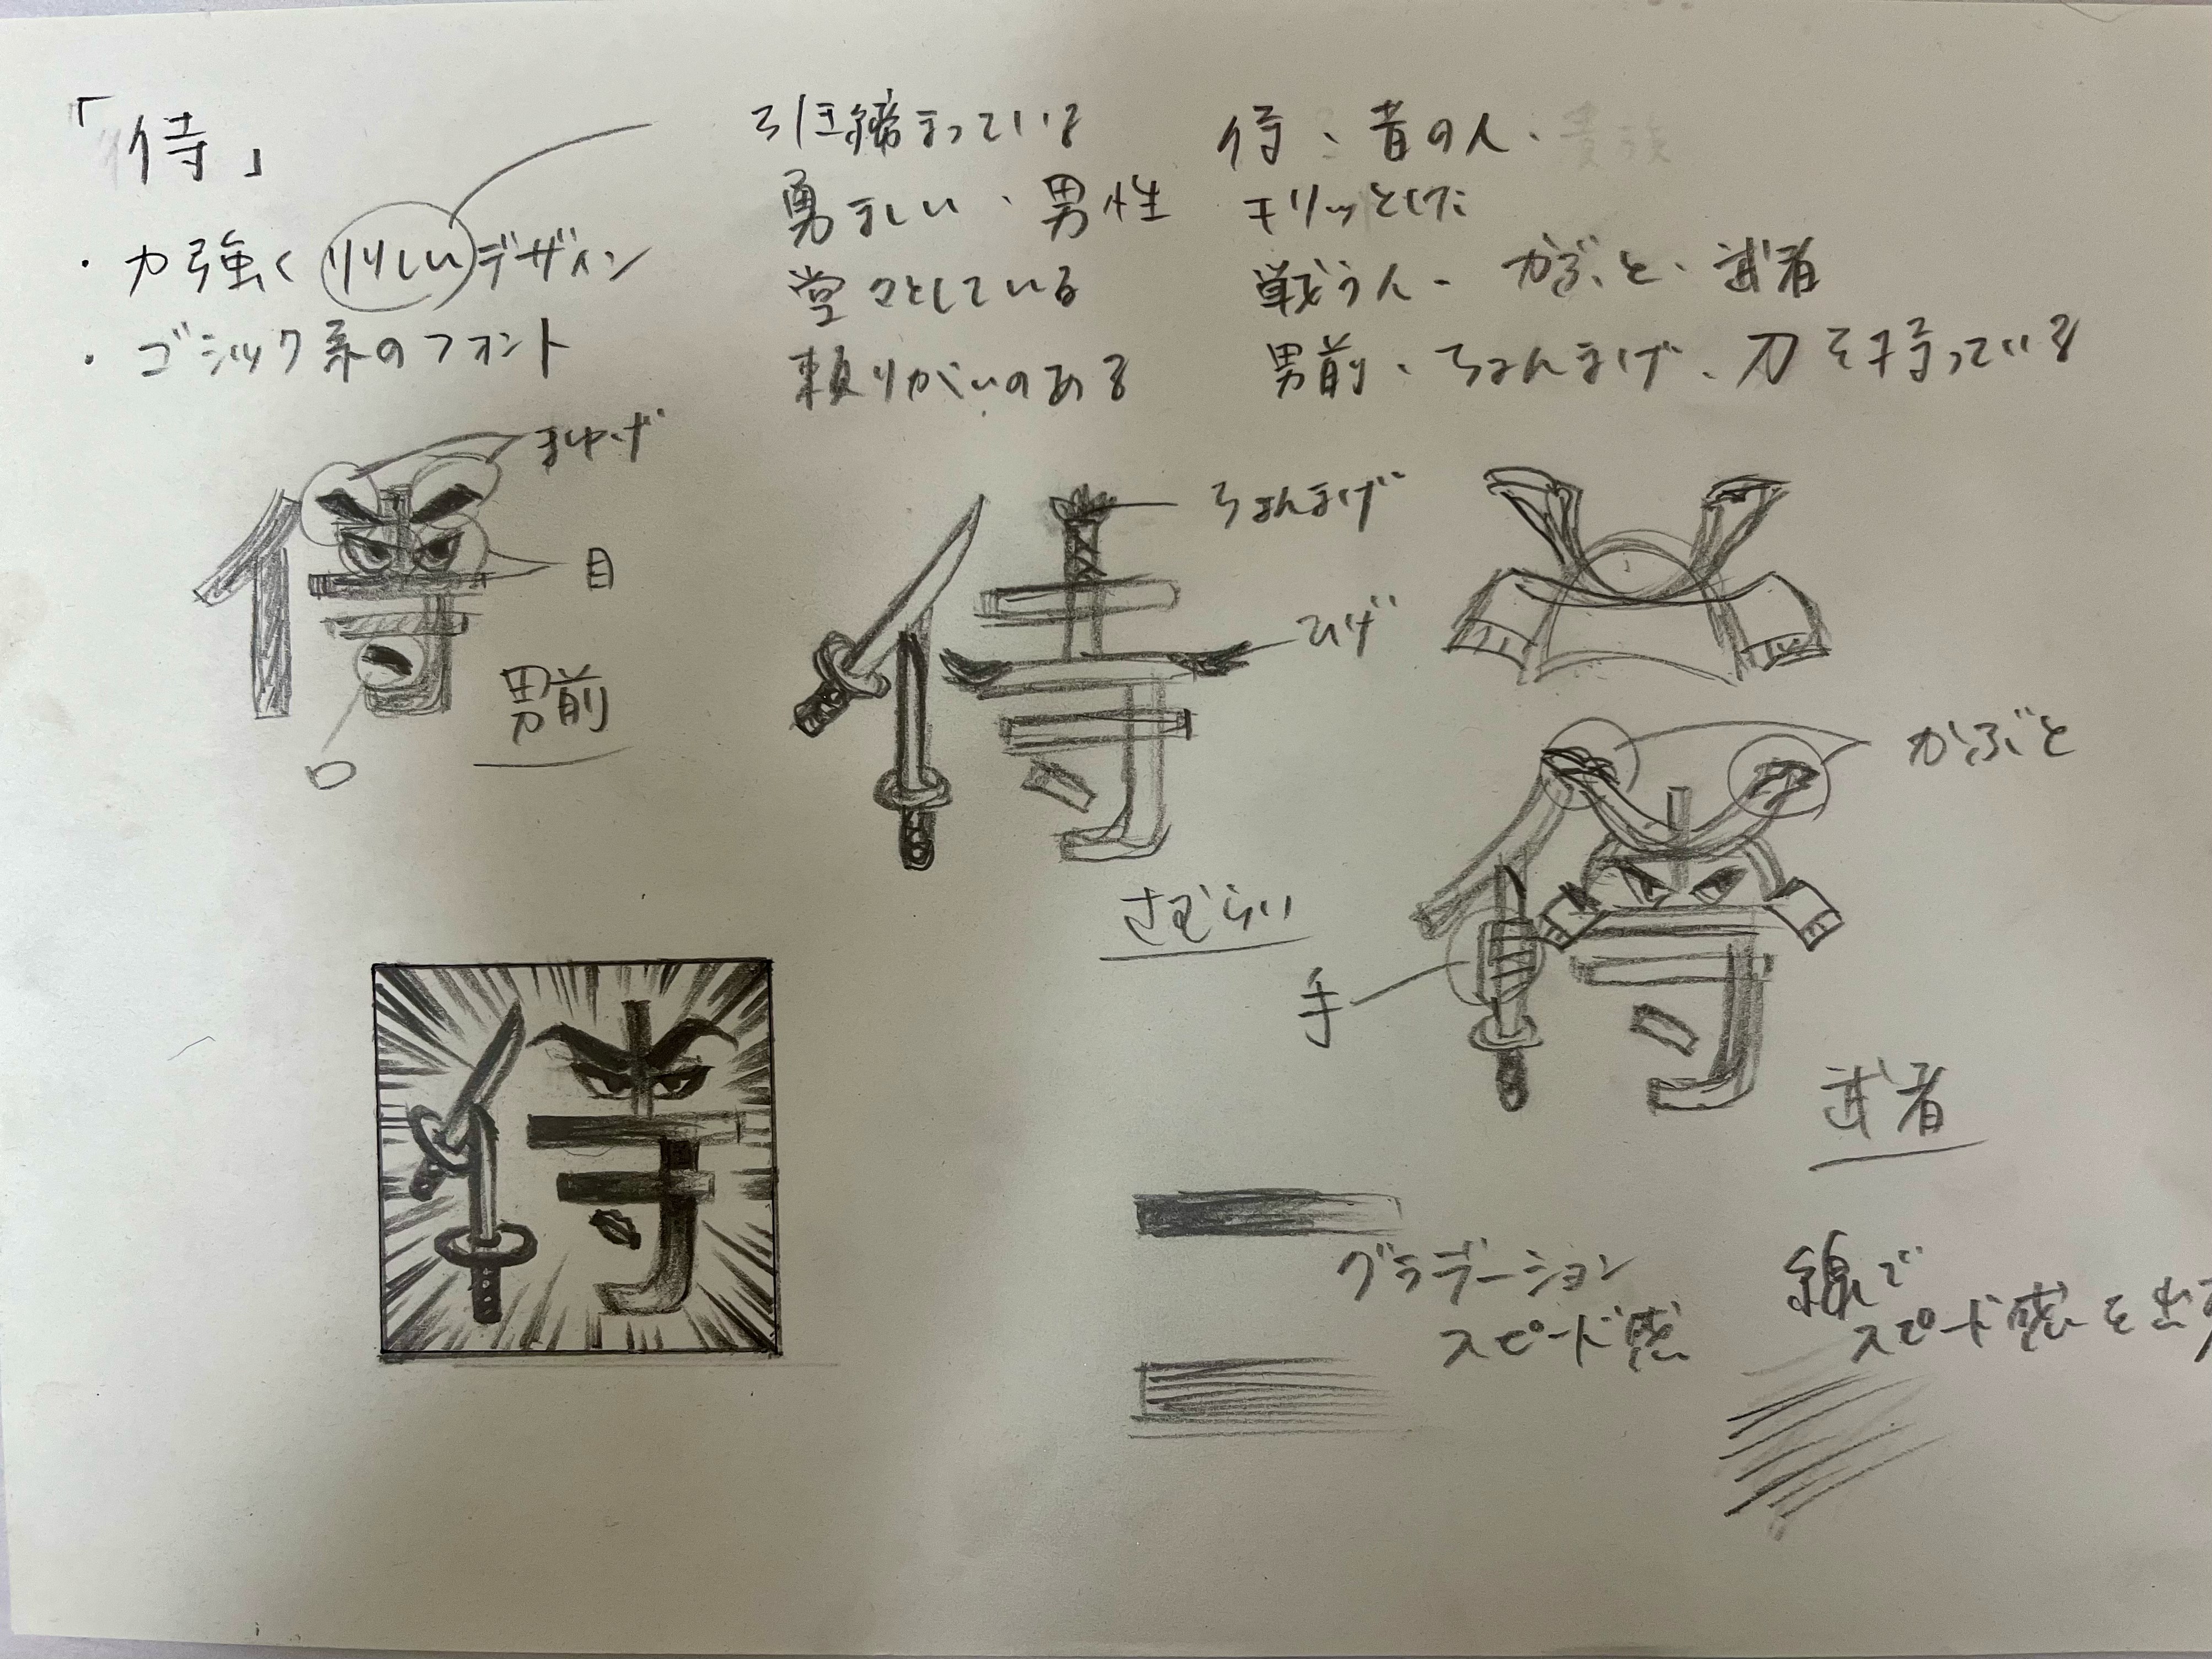 「侍」
・力強くりりしいデザイン
・ゴシック系のフォント
引き締まっている
勇ましい、男性
堂々としている
頼りがいのある
侍、昔の人、貴族
キリッとした
戦う人、かぶと、武者
男前、ちょんまげ、刀を持っている
まゆげ
目
口
男前
ちょんまげ
ひげ
さむらい
かぶと
手
武者
グラデーション
スピード感
線で
スピード感を出す